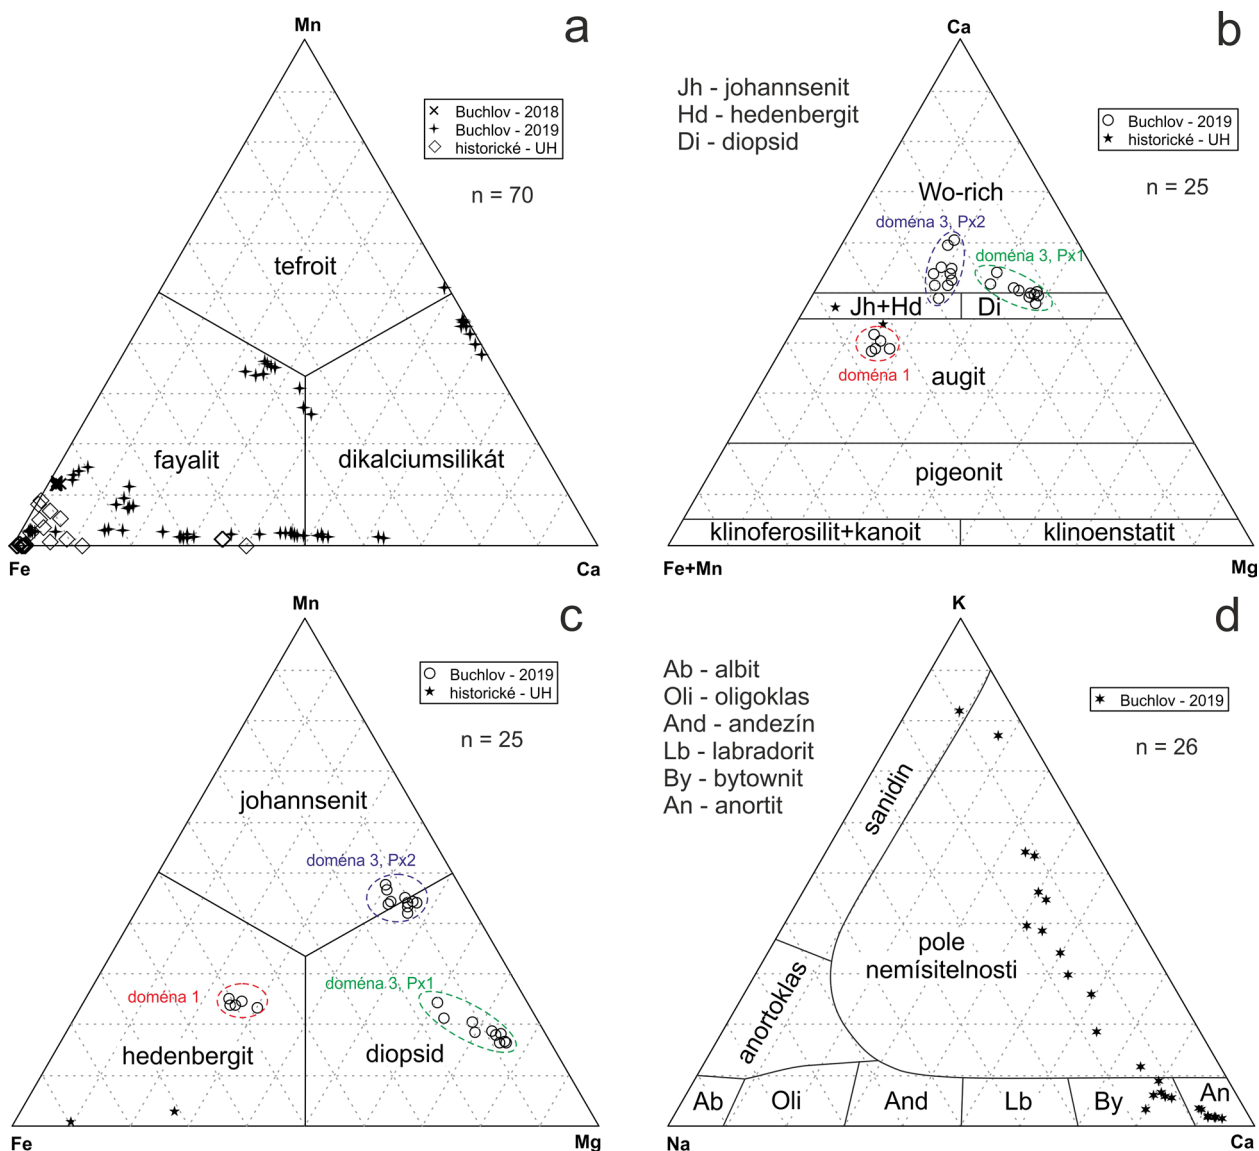 Mn
a
Buchlov - 2018
Buchlov - 2019
historické - UH
n = 70
tefroit
fayalit
dikalciumsilikát
Fe
Ca
Ca
b
Jh - johannsenit
Hd - hedenbergit
Di - diopsid
Buchlov - 2019
historické - UH
n = 25
Wo-rich
doména 3, Px2
doména 3, Px1
Jh+Hd
Di
doména 1
augit
pigeonit
klinoferosilit+kanoit
klinoenstatit
Fe+Mn
Mg
Mn
c
Buchlov - 2019
historické - UH
n = 25
johannsenit
doména 3, Px2
doména 1
doména 3, Px1
hedenbergit
diopsid
Fe
Mg
K
d
Ab - albit
Oli - oligoklas
And - andezín
Lb - labradorit
By - bytownit
An - anortit
Buchlov - 2019
n = 26
sanidin
pole
nemísitelnosti
anortoklas
Ab
Oli
And
Lb
By
An
Na
Ca